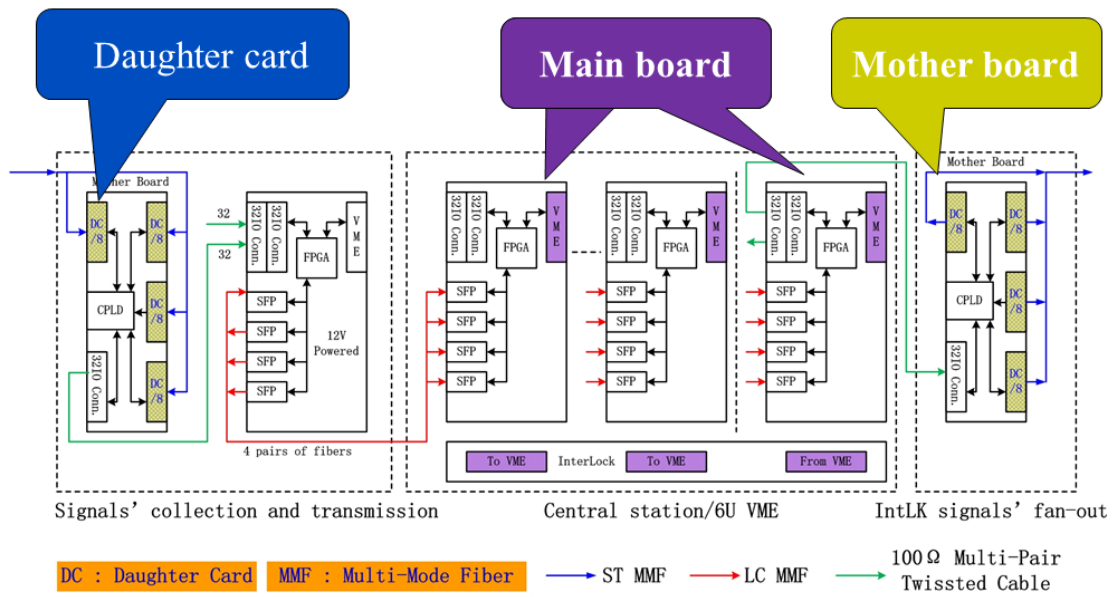 Daughter card
Main board
Mother board
Mother Board
DC
/8
DC
/8
CPLD
DC
/8
32IO Conn.
DC
/8
32
32
32IO Conn.
32IO Conn.
VME
FPGA
SFP
SFP
SFP
SFP
12V
Powered
4 pairs of fibers
32IO Conn.
32IO Conn.
VME
FPGA
SFP
SFP
SFP
SFP
32IO Conn.
32IO Conn.
VME
FPGA
SFP
SFP
SFP
SFP
32IO Conn.
32IO Conn.
VME
FPGA
SFP
SFP
SFP
SFP
To VME
InterLock
To VME
From VME
Mother Board
DC
/8
DC
/8
CPLD
DC
/8
32IO Conn.
DC
/8
Signals' collection and transmission
Central station/6U VME
IntLK signals' fan-out
DC : Daughter Card
MMF : Multi-Mode Fiber
ST MMF
LC MMF
100Ω Multi-Pair
Twissted Cable